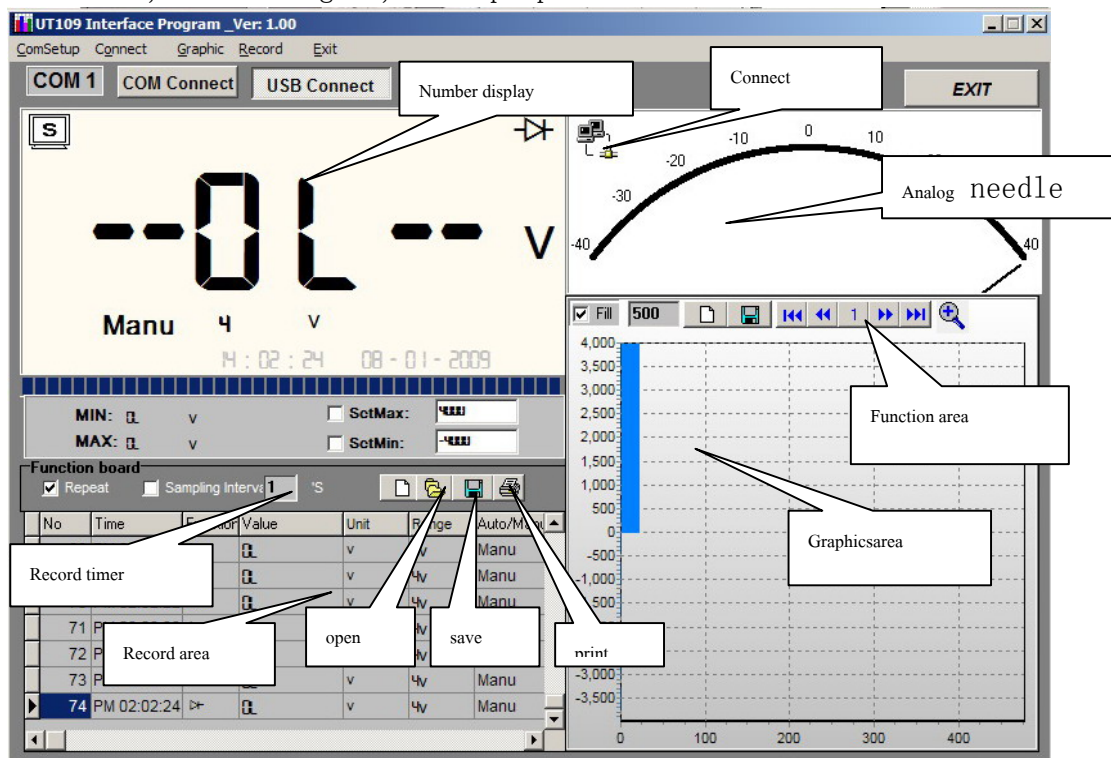 UT109 Interface Program _Ver: 1.00
ComSetup Connect Graphic Record Exit
COM 1 COM Connect USB Connect EXIT
Number display
Connect
S
--OL-- V
Manu 4 V
14 : 02 : 24 08 - 01 - 2009
-40 -30 -20 -10 0 10 40
Analog needle
MIN: OL V
MAX: OL V
SetMax: 4000
SetMin: -4000
Fill 500 1
Function area
Function board
Repeat Sampling Interva 1 'S
No Time Function Value Unit Range Auto/Manu
OL V Manu
OL V 4V Manu
OL V 4V Manu
71
72
73 V 4V Manu
74 PM 02:02:24 OL V 4V Manu
Record timer
Record area
open
save
print
4,000
3,500
3,000
2,500
2,000
1,500
1,000
500
0
-500
-1,000
-3,000
-3,500
0 100 200 300 400
Graphicsarea